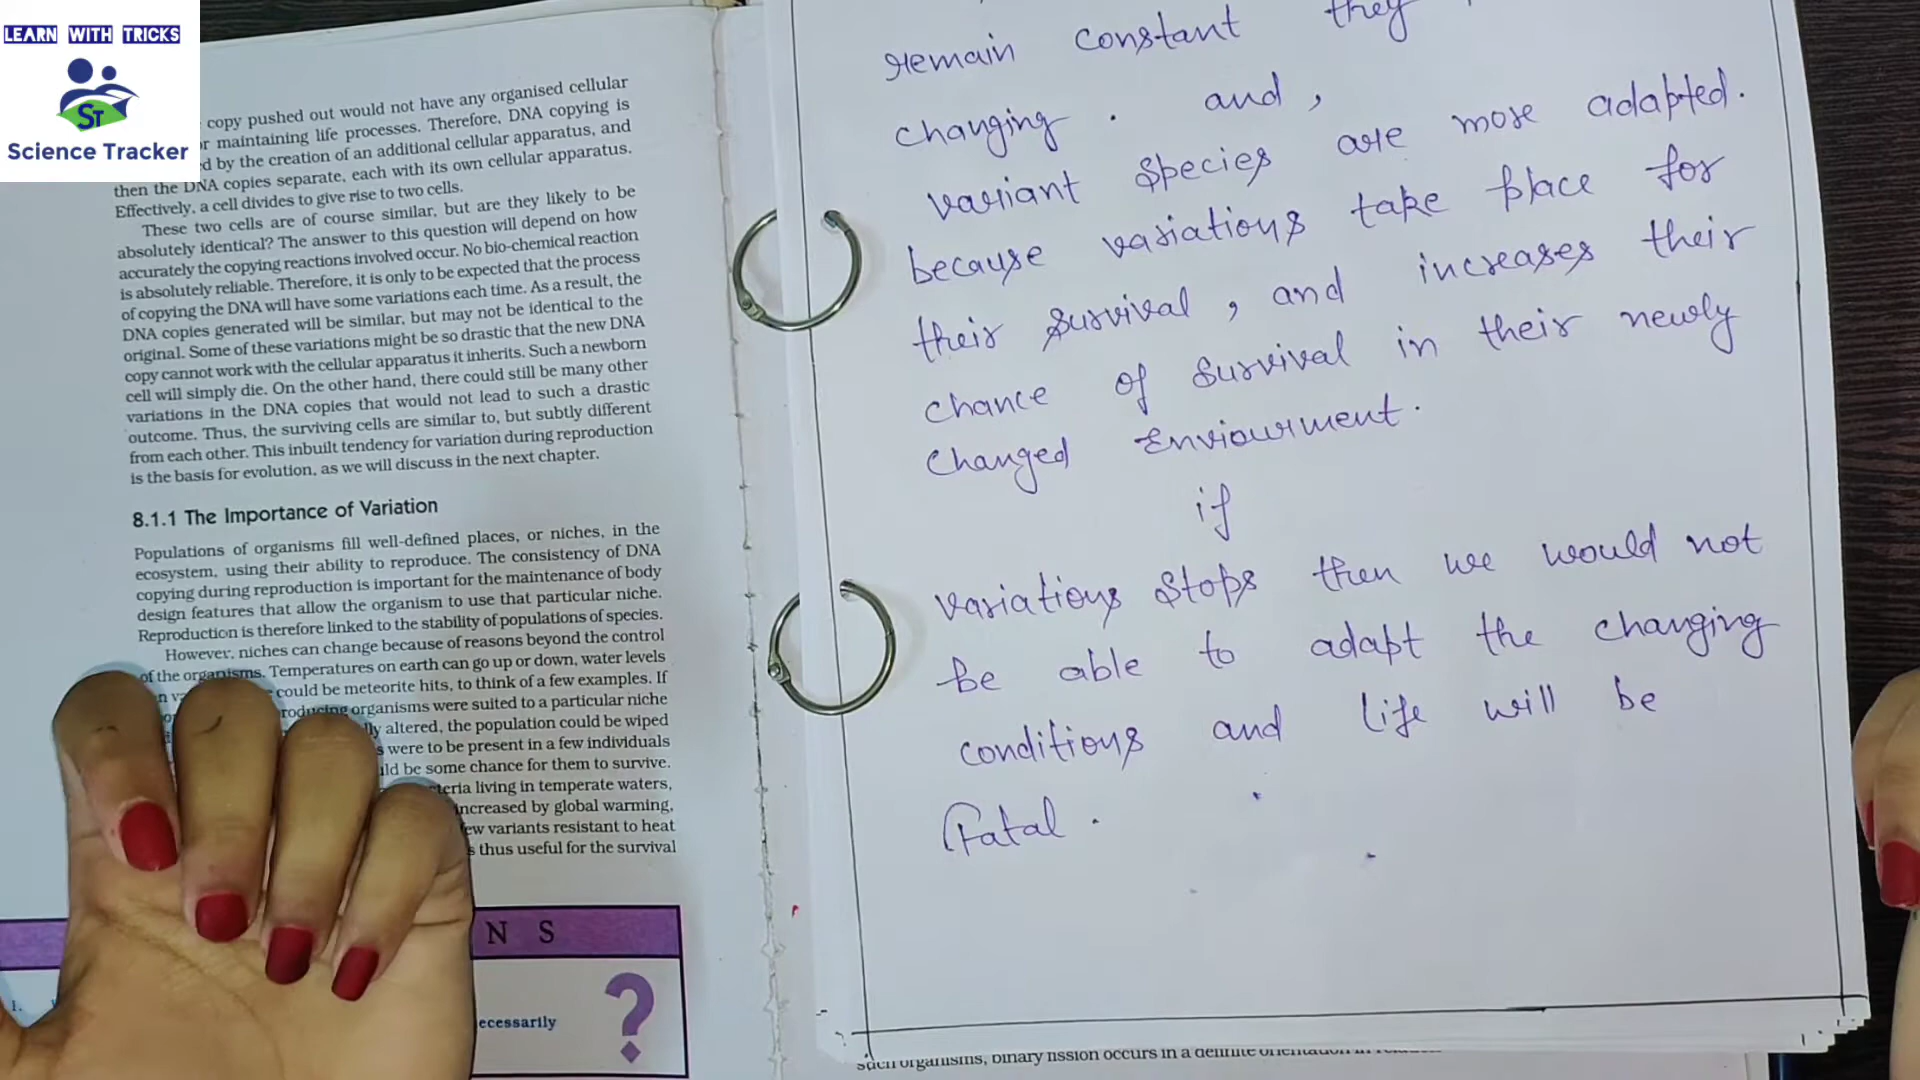 LEARN WITH TRICKS
ST
Science Tracker
copy pushed out would not have any organised cellular
maintaining life processes. Therefore, DNA copying is
by the creation of an additional cellular apparatus, and
then the DNA copies separate, each with its own cellular apparatus.
Effectively, a cell divides to give rise to two cells.
These two cells are of course similar, but are they likely to be
absolutely identical? The answer to this question will depend on how
accurately the copying reactions involved occur. No bio-chemical reaction
is absolutely reliable. Therefore, it is only to be expected that the process
of copying the DNA will have some variations each time. As a result, the
DNA copies generated will be similar, but may not be identical to the
original. Some of these variations might be so drastic that the new DNA
copy cannot work with the cellular apparatus it inherits. Such a newborn
cell will simply die. On the other hand, there could still be many other
variations in the DNA copies that would not lead to such a drastic
outcome. Thus, the surviving cells are similar to, but subtly different
from each other. This inbuilt tendency for variation during reproduction
is the basis for evolution, as we will discuss in the next chapter.
8.1.1 The Importance of Variation
Populations of organisms fill well-defined places, or niches, in the
ecosystem, using their ability to reproduce. The consistency of DNA
copying during reproduction is important for the maintenance of body
design features that allow the organism to use that particular niche.
Reproduction is therefore linked to the stability of populations of species.
However, niches can change because of reasons beyond the control
of the organisms. Temperatures on earth can go up or down, water levels
could be meteorite hits, to think of a few examples. If
organisms were suited to a particular niche
altered, the population could be wiped
were to be present in a few individuals
be some chance for them to survive.
living in temperate waters,
increased by global warming,
variants resistant to heat
thus useful for the survival
N S
1.
?
remain constant they
changing. and,
variant species are more adapted.
because variations take place for
their survival, and increases their
chance of survival in their newly
changed Enviourment.
if
variations stops then we would not
be able to adapt the changing
conditions and life will be
Fatal.
such organisms, binary fission occurs in a definite orientation in